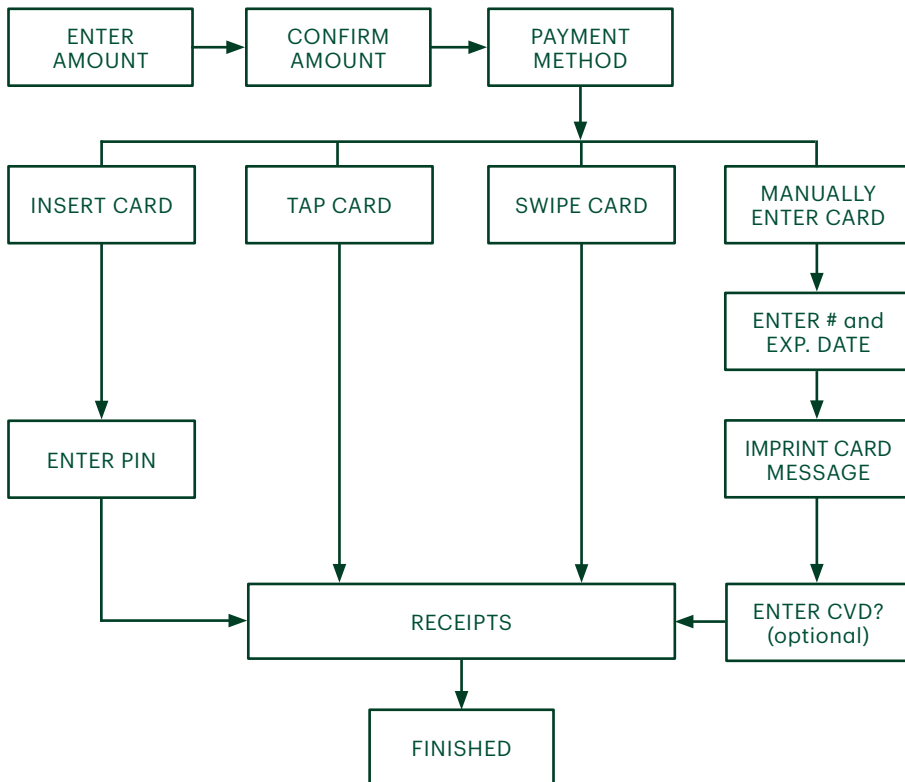 ENTER
AMOUNT
CONFIRM
AMOUNT
PAYMENT
METHOD
INSERT CARD
TAP CARD
SWIPE CARD
MANUALLY
ENTER CARD
ENTER # and
EXP. DATE
ENTER PIN
IMPRINT CARD
MESSAGE
RECEIPTS
ENTER CVD?
(optional)
FINISHED